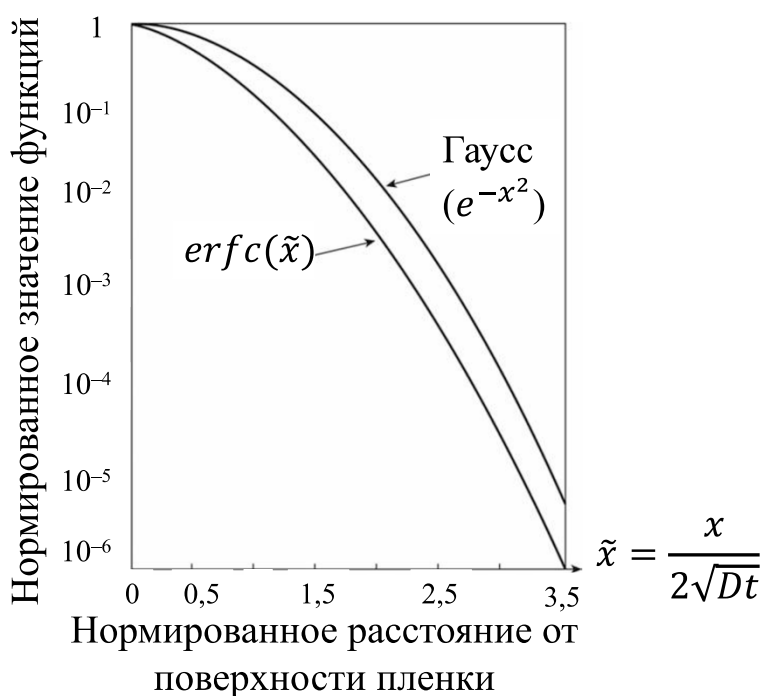 Нормированное значение функций
1
10⁻¹
10⁻²
10⁻³
10⁻⁴
10⁻⁵
10⁻⁶
Гаусс
(e^{-x^2})
erfc(x̃)
0 0,5 1,5 2,5 3,5
x̃ = x / 2√Dt
Нормированное расстояние от
поверхности пленки